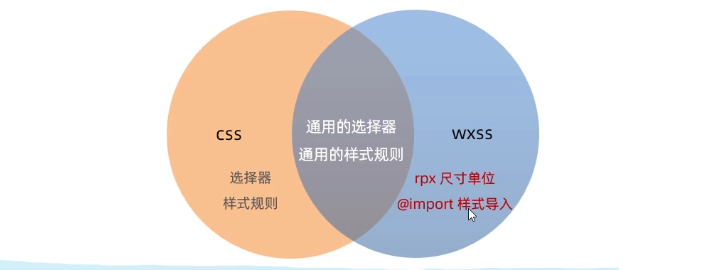 css
选择器
样式规则
通用的选择器
通用的样式规则
wxss
rpx 尺寸单位
@import 样式导入